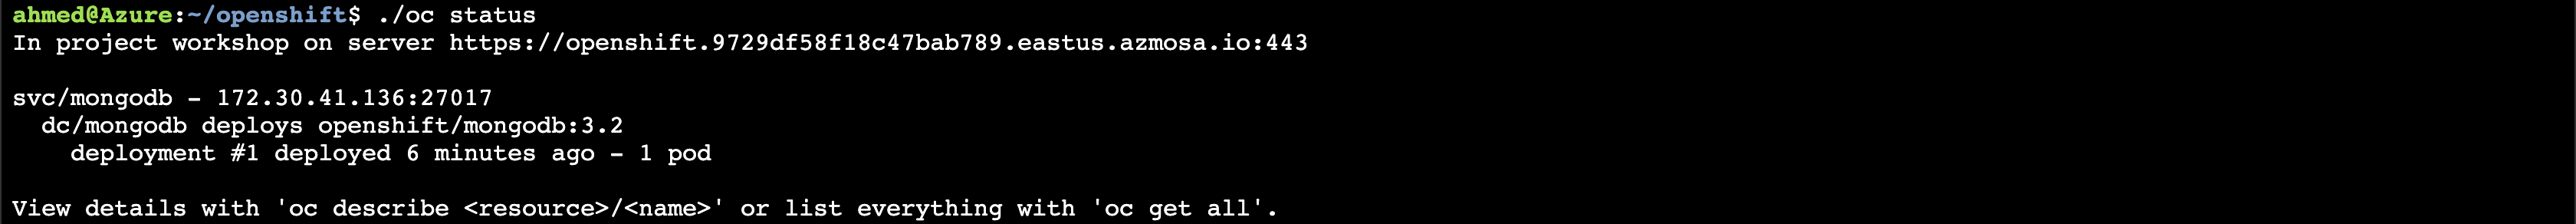 ahmed@Azure:~/openshift$ ./oc status
In project workshop on server https://openshift.9729df58f18c47bab789.eastus.azmosa.io:443
svc/mongodb - 172.30.41.136:27017
dc/mongodb deploys openshift/mongodb:3.2
deployment #1 deployed 6 minutes ago - 1 pod
View details with 'oc describe <resource>/<name>' or list everything with 'oc get all'.